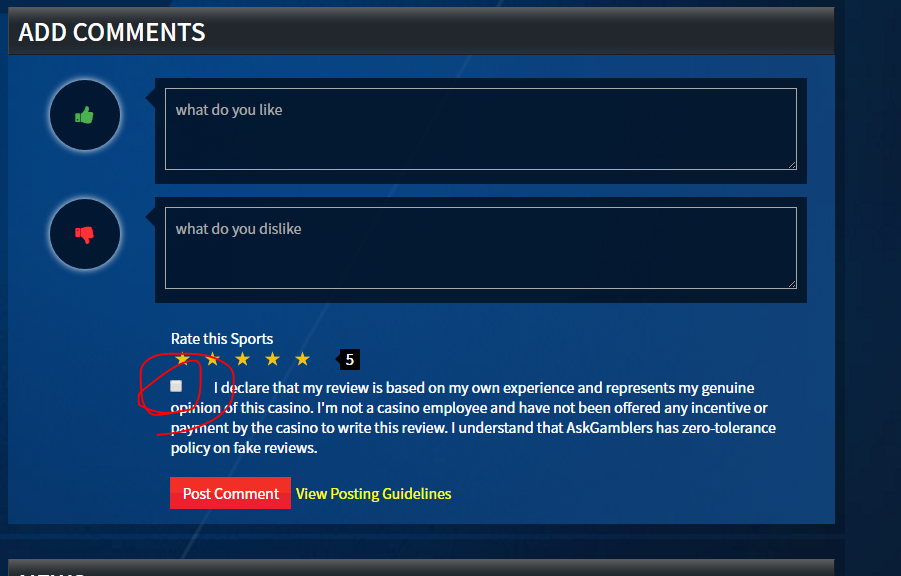 ADD COMMENTS
what do you like
what do you dislike
Rate this Sports
5
I declare that my review is based on my own experience and represents my genuine
opinion of this casino. I'm not a casino employee and have not been offered any incentive or
payment by the casino to write this review. I understand that AskGamblers has zero-tolerance
policy on fake reviews.
Post Comment View Posting Guidelines